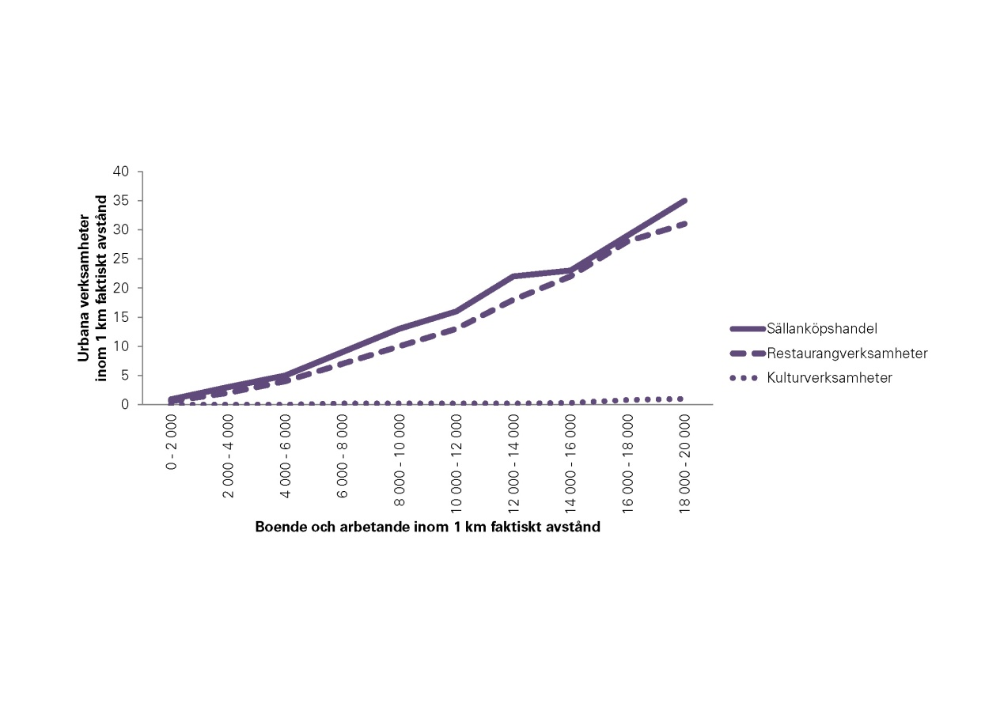 Urbana verksamheter
inom 1 km faktiskt avstånd
40
35
30
25
20
15
10
5
0
0 - 2 000
2 000 - 4 000
4 000 - 6 000
6 000 - 8 000
8 000 - 10 000
10 000 - 12 000
12 000 - 14 000
14 000 - 16 000
16 000 - 18 000
18 000 - 20 000
Boende och arbetande inom 1 km faktiskt avstånd
Sällanköpshandel
Restaurangverksamheter
Kulturverksamheter